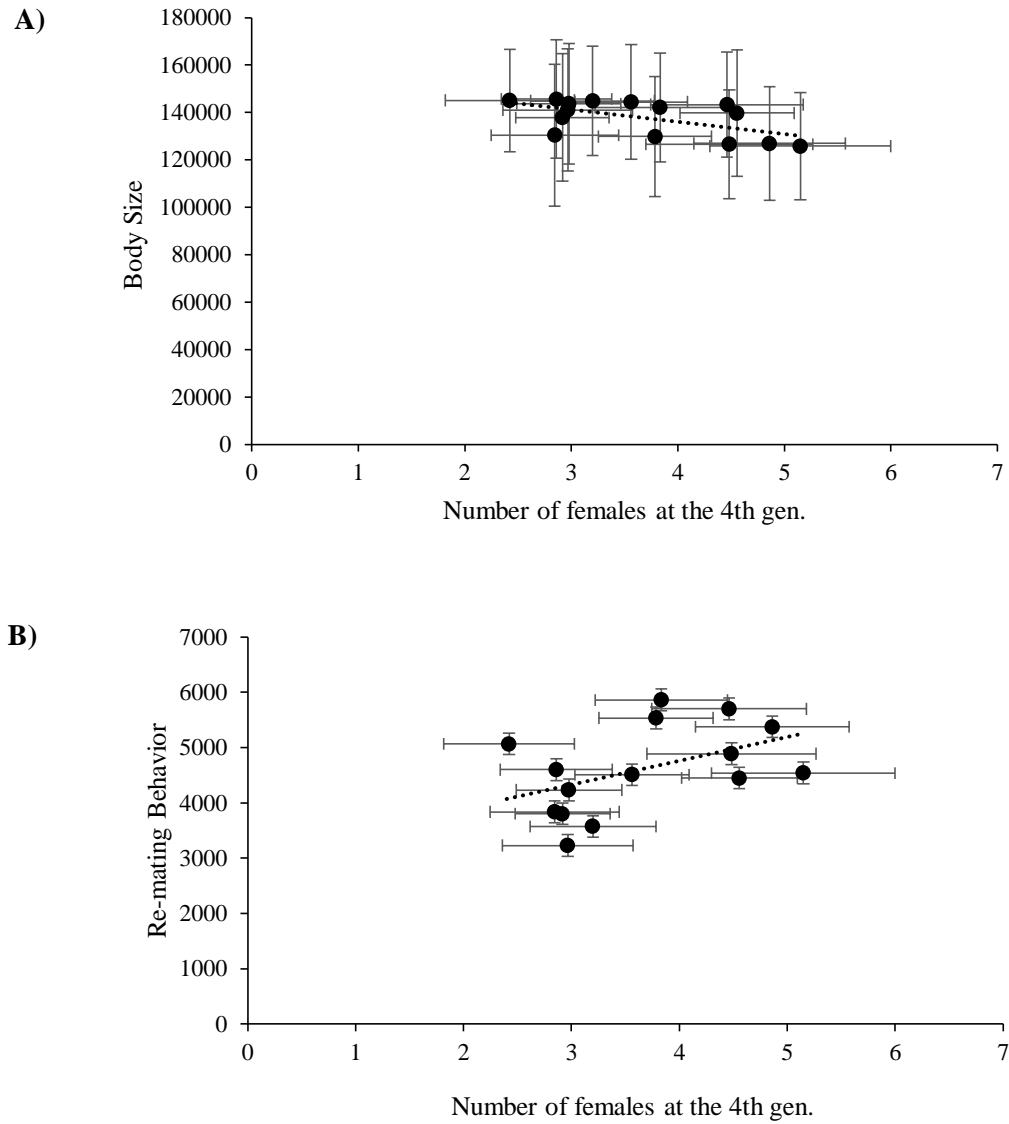 A)
180000
160000
140000
120000
100000
80000
60000
40000
20000
0
Body Size
0 1 2 3 4 5 6 7
Number of females at the 4th gen.
B)
7000
6000
5000
4000
3000
2000
1000
0
Re-mating Behavior
0 1 2 3 4 5 6 7
Number of females at the 4th gen.